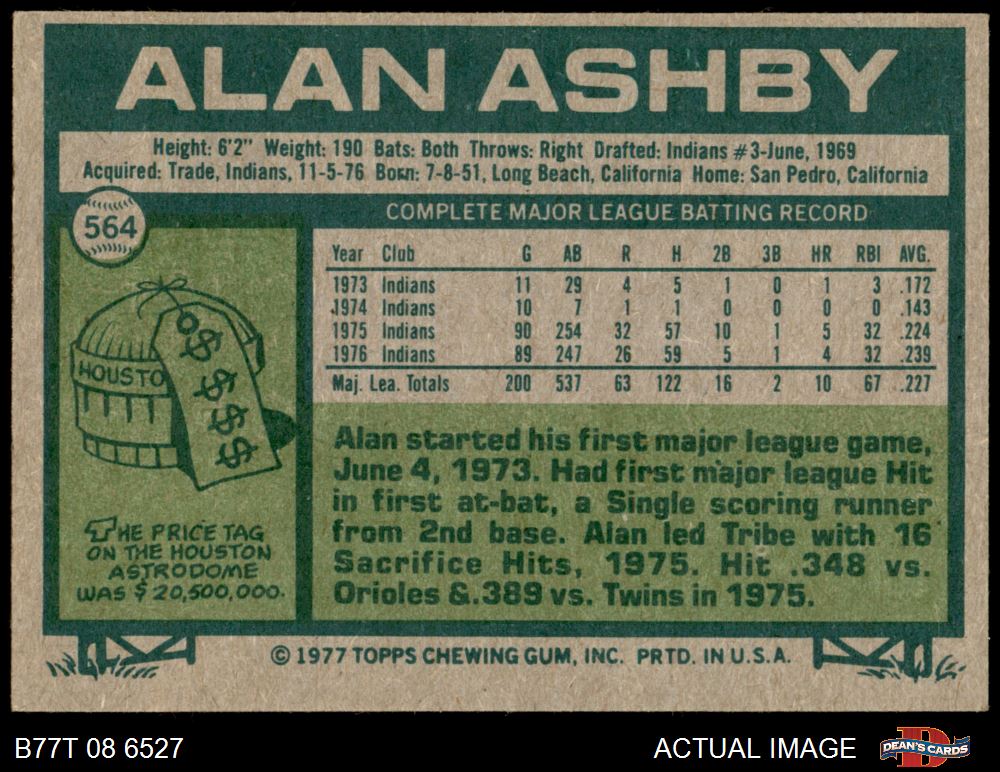 ALAN ASHBY
Height: 6'2" Weight: 190 Bats: Both Throws: Right Drafted: Indians #3-June, 1969
Acquired: Trade, Indians, 11-5-76 Born: 7-8-51, Long Beach, California Home: San Pedro, California
564
COMPLETE MAJOR LEAGUE BATTING RECORD
Year Club G AB R H 2B 3B HR RBI AVG.
1973 Indians 11 29 4 5 1 0 1 3 .172
1974 Indians 10 7 1 1 0 0 0 0 .143
1975 Indians 90 254 32 57 10 1 5 32 .224
1976 Indians 89 247 26 59 5 1 4 32 .239
Maj. Lea. Totals 200 537 63 122 16 2 10 67 .227
HOUSTO
$
$
$
$
$
THE PRICE TAG
ON THE HOUSTON
ASTRODOME
WAS $20,500,000.
Alan started his first major league game,
June 4, 1973. Had first major league Hit
in first at-bat, a Single scoring runner
from 2nd base. Alan led Tribe with 16
Sacrifice Hits, 1975. Hit .348 vs.
Orioles &.389 vs. Twins in 1975.
© 1977 TOPPS CHEWING GUM, INC. PRTD. IN U.S.A.
B77T 08 6527
ACTUAL IMAGE
D
DEAN'S CARDS